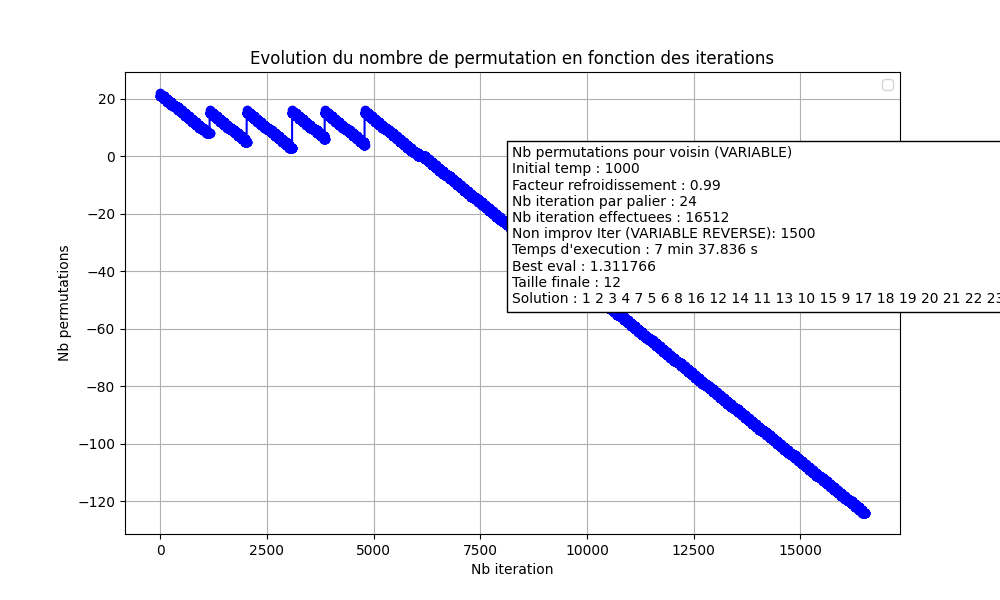 Evolution du nombre de permutation en fonction des iterations
20
0
−20
−40
−60
−80
−100
−120
Nb permutations
Nb permutations pour voisin (VARIABLE)
Initial temp : 1000
Facteur refroidissement : 0.99
Nb iteration par palier : 24
Nb iteration effectuees : 16512
Non improv Iter (VARIABLE REVERSE): 1500
Temps d'execution : 7 min 37.836 s
Best eval : 1.311766
Taille finale : 12
Solution : 1 2 3 4 7 5 6 8 16 12 14 11 13 10 15 9 17 18 19 20 21 22 23
0 2500 5000 7500 10000 12500 15000
Nb iteration